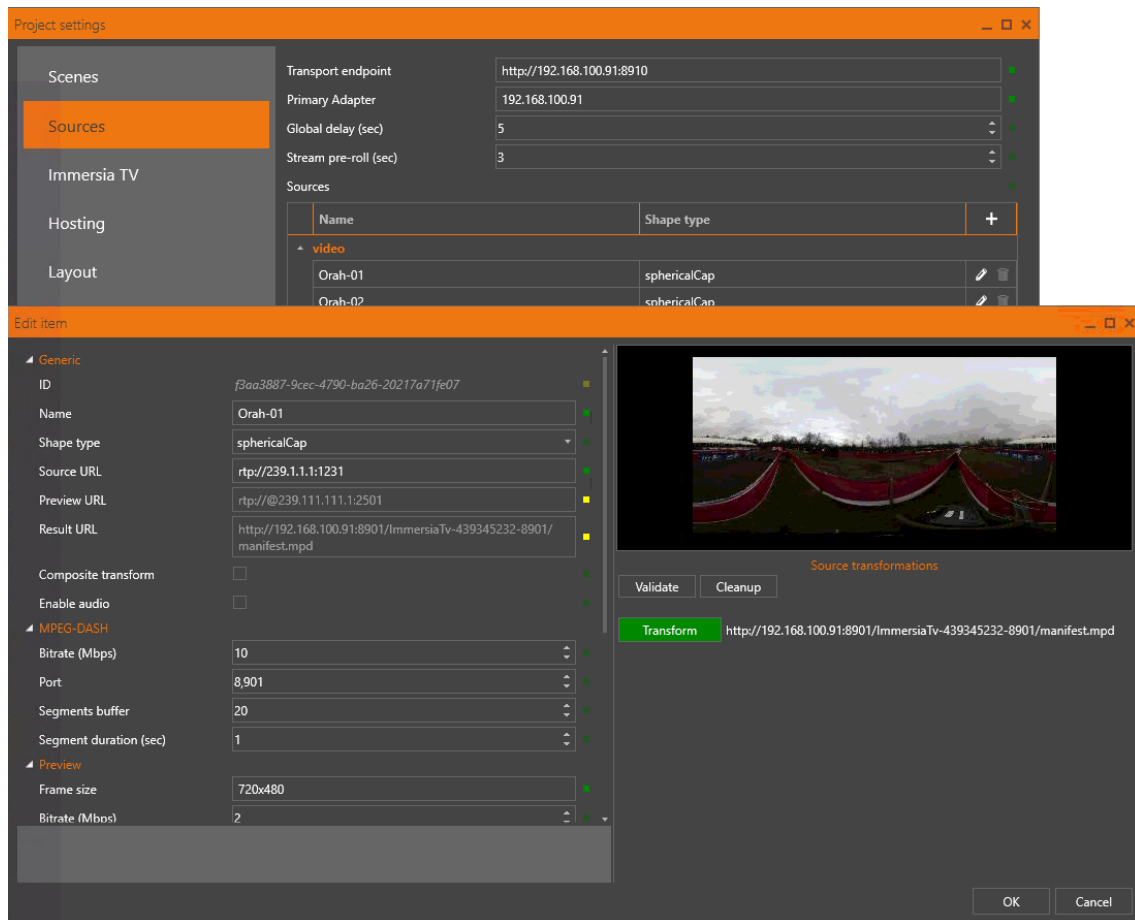 Project settings
Scenes
Sources
Immersia TV
Hosting
Layout
Transport endpoint http://192.168.100.91:8910
Primary Adapter 192.168.100.91
Global delay (sec) 5
Stream pre-roll (sec) 3
Sources
Name Shape type +
video
Orah-01 sphericalCap
Orah-02 sphericalCap
Edit item
Generic
ID f3aa3887-9cec-4790-ba26-20217a71fe07
Name Orah-01
Shape type sphericalCap
Source URL rtp://239.1.1.1:1231
Preview URL rtp://@239.111.111.1:2501
Result URL http://192.168.100.91:8901/ImmersiaTv-439345232-8901/
manifest.mpd
Composite transform
Enable audio
MPEG-DASH
Bitrate (Mbps) 10
Port 8,901
Segments buffer 20
Segment duration (sec) 1
Preview
Frame size 720x480
Bitrate (Mbps) 2
Source transformations
Validate Cleanup
Transform http://192.168.100.91:8901/ImmersiaTv-439345232-8901/manifest.mpd
OK Cancel